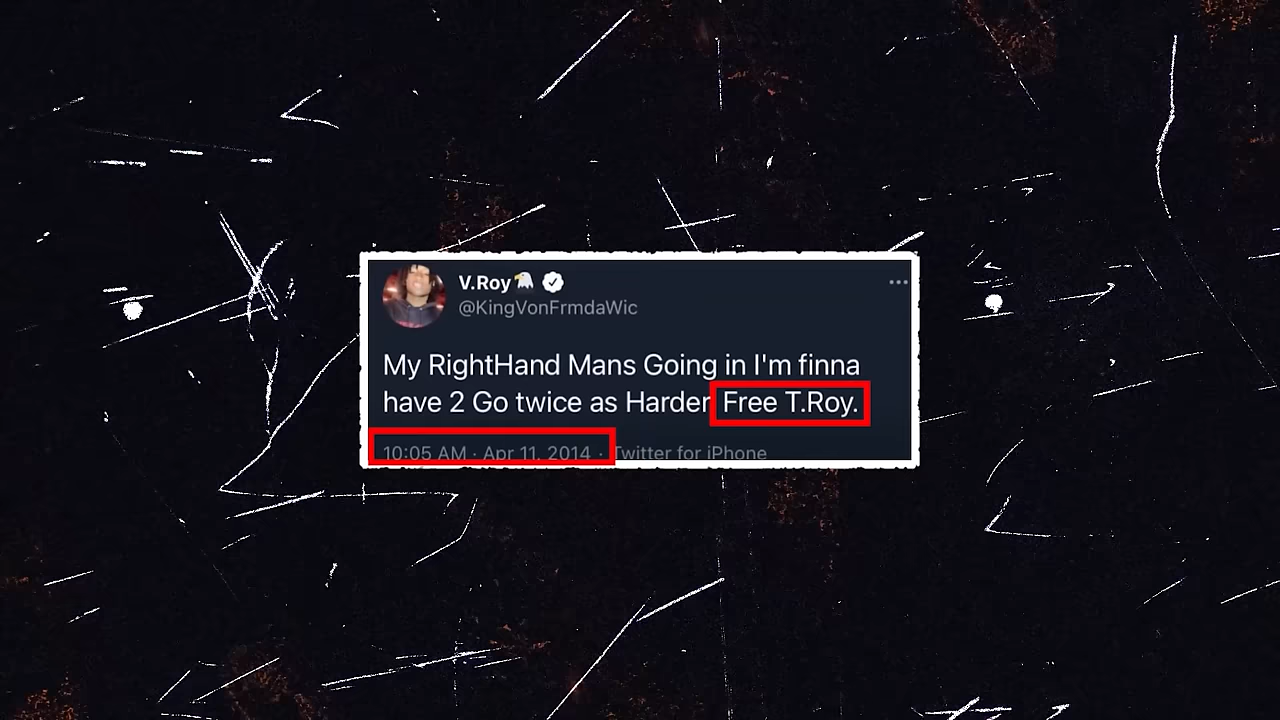 V.Roy
@KingVonFrmdaWic
My RightHand Mans Going in I'm finna
have 2 Go twice as Harder Free T.Roy.
10:05 AM · Apr 11, 2014 · Twitter for iPhone